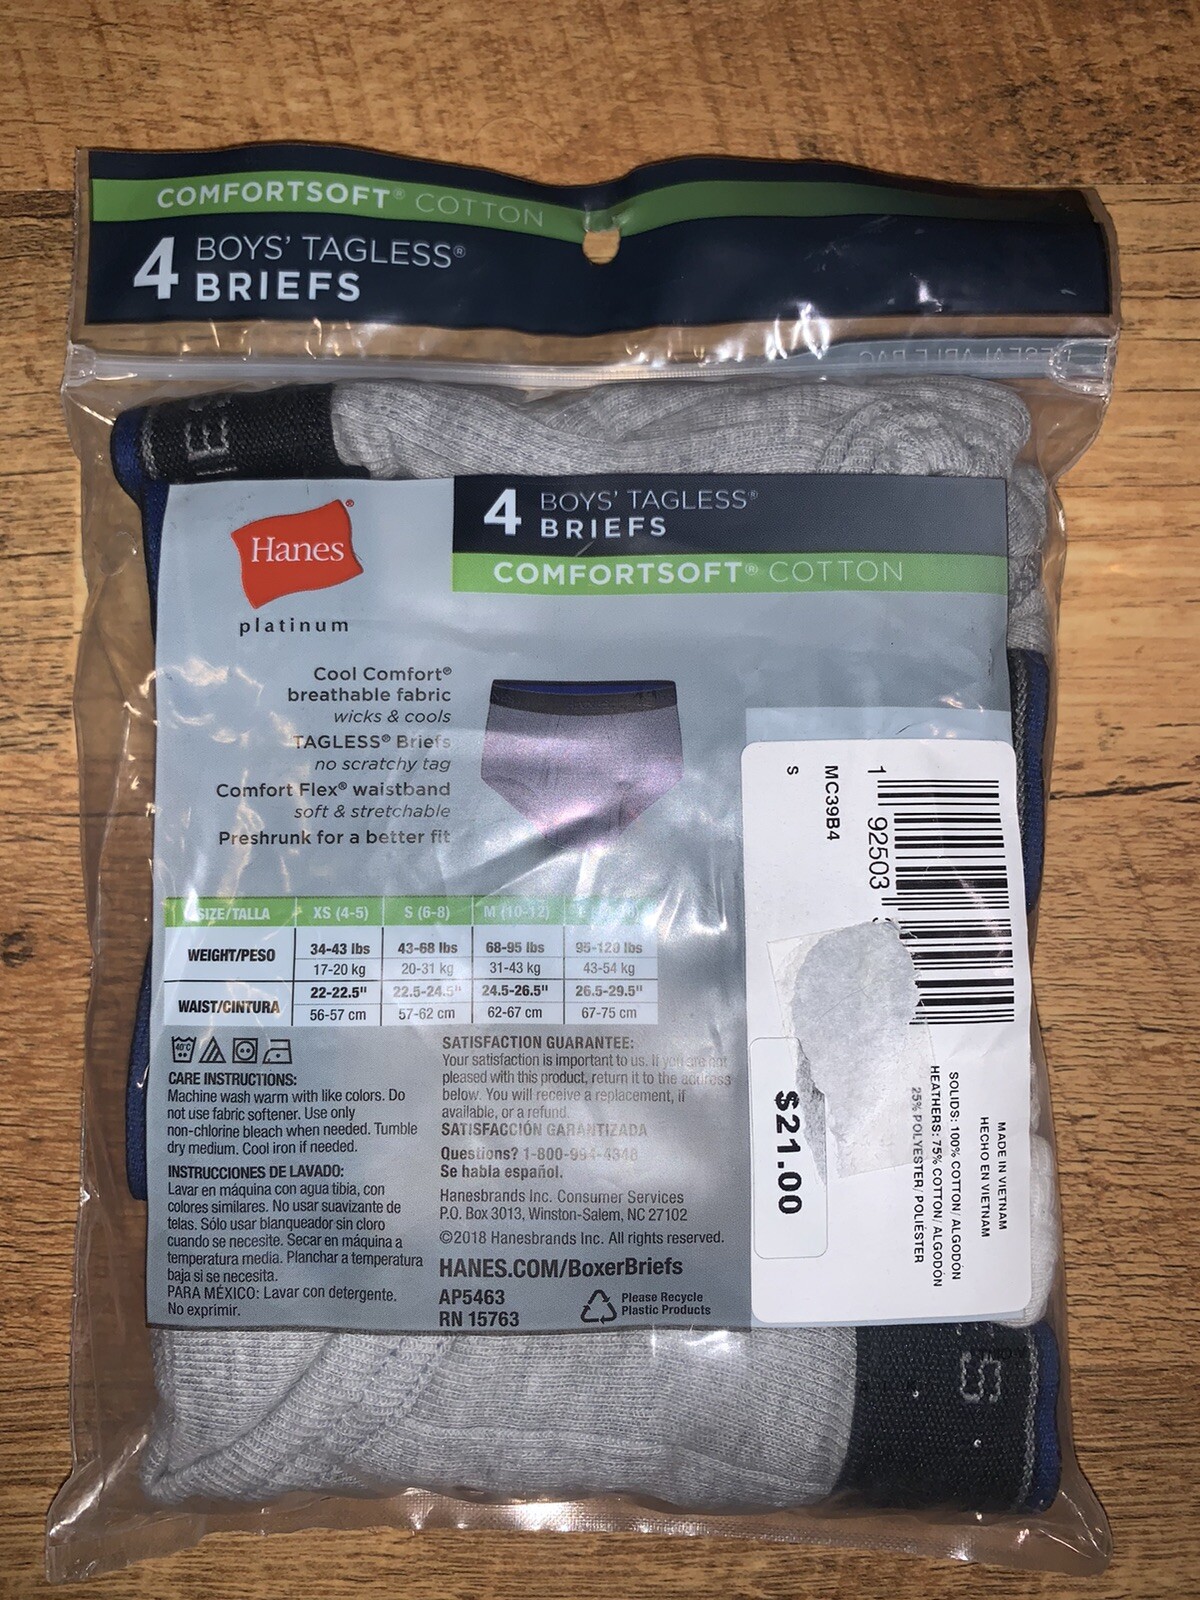 COMFORTSOFT® COTTON
4 BOYS' TAGLESS®
BRIEFS
Hanes®
platinum
4 BOYS' TAGLESS®
BRIEFS
COMFORTSOFT® COTTON
Cool Comfort®
breathable fabric
wicks & cools
TAGLESS® Briefs
no scratchy tag
Comfort Flex® waistband
soft & stretchable
Preshrunk for a better fit
SIZE/TALLA XS (4-5) S (6-8) M (10-12)
WEIGHT/PESO 34-43 lbs 43-68 lbs 68-95 lbs 95-120 lbs
17-20 kg 20-31 kg 31-43 kg 43-54 kg
WAIST/CINTURA 22-22.5" 22.5-24.5" 24.5-26.5" 26.5-29.5"
56-57 cm 57-62 cm 62-67 cm 67-75 cm
40°C
CARE INSTRUCTIONS:
Machine wash warm with like colors. Do
not use fabric softener. Use only
non-chlorine bleach when needed. Tumble
dry medium. Cool iron if needed.
INSTRUCCIONES DE LAVADO:
Lavar en máquina con agua tibia, con
colores similares. No usar suavizante de
telas. Sólo usar blanqueador sin cloro
cuando se necesite. Secar en máquina a
temperatura media. Planchar a temperatura
baja si se necesita.
PARA MÉXICO: Lavar con detergente.
No exprimir.
SATISFACTION GUARANTEE:
Your satisfaction is important to us. If you are not
pleased with this product, return it to the address
below. You will receive a replacement, if
available, or a refund.
SATISFACCIÓN GARANTIZADA
Questions? 1-800-994-4348
Se habla español.
Hanesbrands Inc. Consumer Services
P.O. Box 3013, Winston-Salem, NC 27102
©2018 Hanesbrands Inc. All rights reserved.
HANES.COM/BoxerBriefs
AP5463
RN 15763
Please Recycle
Plastic Products
MADE IN VIETNAM
HECHO EN VIETNAM
SOLIDS: 100% COTTON/ALGODÓN
HEATHERS: 75% COTTON/ALGODÓN
25% POLYESTER/POLIÉSTER
1 92503
MC39B4
S
$21.00